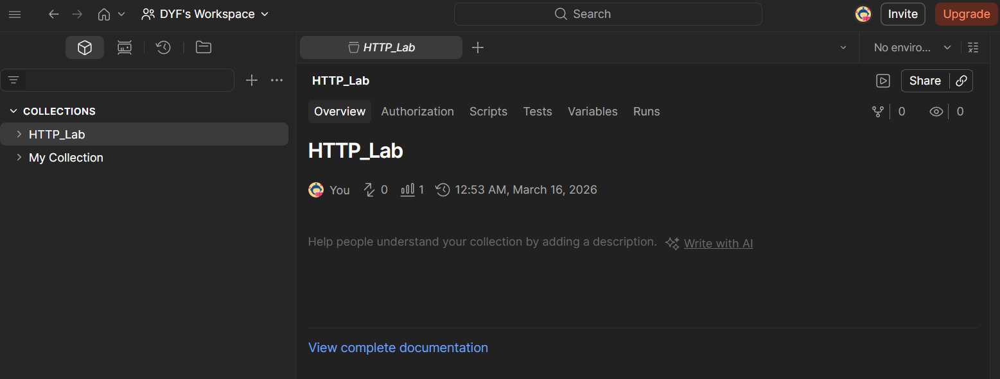 DYF's Workspace
Search
Invite
Upgrade
HTTP_Lab
No enviro...
COLLECTIONS
HTTP_Lab
My Collection
HTTP_Lab
Share
Overview Authorization Scripts Tests Variables Runs
0 0
HTTP_Lab
You 0 1 12:53 AM, March 16, 2026
Help people understand your collection by adding a description. Write with AI
View complete documentation